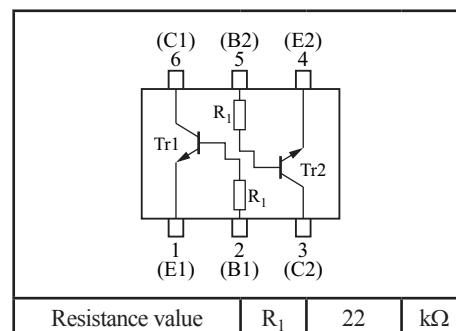 (C1) (B2) (E2)
6 5 4
R₁
Tr1
Tr2
R₁
1 2 3
(E1) (B1) (C2)
Resistance value R₁ 22 kΩ